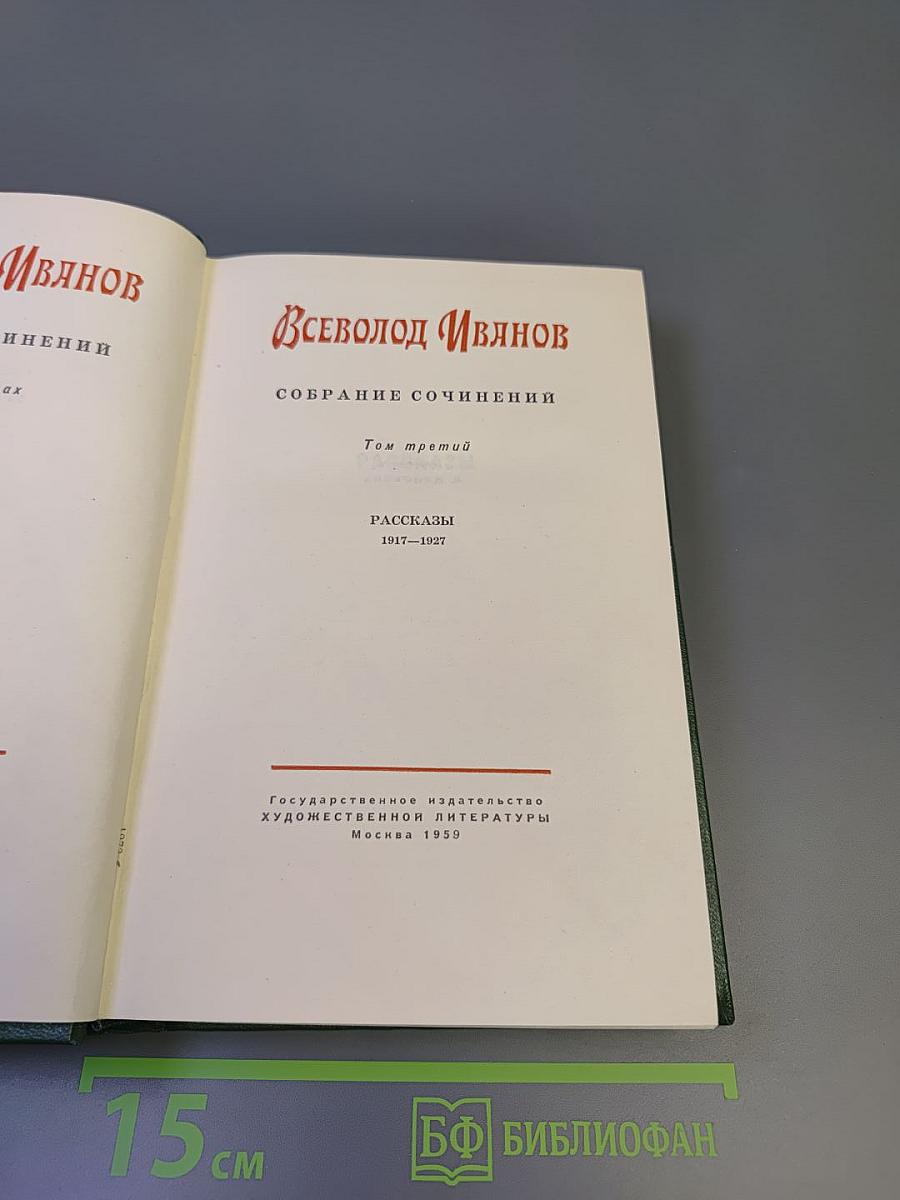 Иванов
инений
ах
Всеволод Иванов
СОБРАНИЕ СОЧИНЕНИЙ
Том третий
РАССКАЗЫ
1917—1927
Государственное издательство
ХУДОЖЕСТВЕННОЙ ЛИТЕРАТУРЫ
Москва 1959
15 см
БФ БИБЛИОФАН